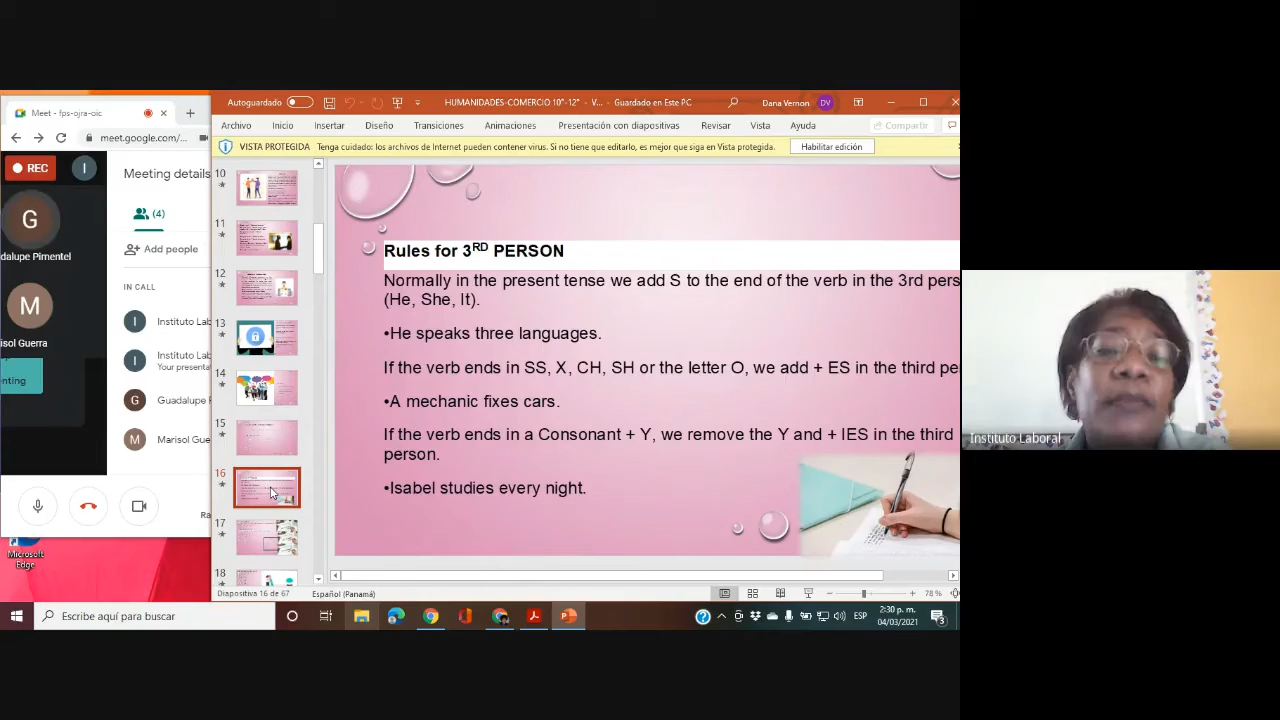 Meet - fps-ojra-oic
meet.google.com/...
REC
I
Meeting details
(4)
Add people
IN CALL
I
Instituto Lab
I
Instituto Lab
Your presenta
G
Guadalupe P
M
Marisol Gue
G
dalupe Pimentel
M
isol Guerra
enting
Ra
Microsoft
Edge
Autoguardado
HUMANIDADES-COMERCIO 10°-12° - V... - Guardado en Este PC
Dana Vernon
DV
Archivo
Inicio
Insertar
Diseño
Transiciones
Animaciones
Presentación con diapositivas
Revisar
Vista
Ayuda
Compartir
VISTA PROTEGIDA
Tenga cuidado: los archivos de Internet pueden contener virus. Si no tiene que editarlo, es mejor que siga en Vista protegida.
Habilitar edición
10
11
12
13
14
15
16
17
18
Rules for 3RD PERSON
Normally in the present tense we add S to the end of the verb in the 3rd pers
(He, She, It).
•He speaks three languages.
If the verb ends in SS, X, CH, SH or the letter O, we add + ES in the third pe
•A mechanic fixes cars.
If the verb ends in a Consonant + Y, we remove the Y and + IES in the third
person.
•Isabel studies every night.
Diapositiva 16 de 67
Español (Panamá)
78 %
Escribe aquí para buscar
ESP
2:30 p. m.
04/03/2021
3
Instituto Laboral